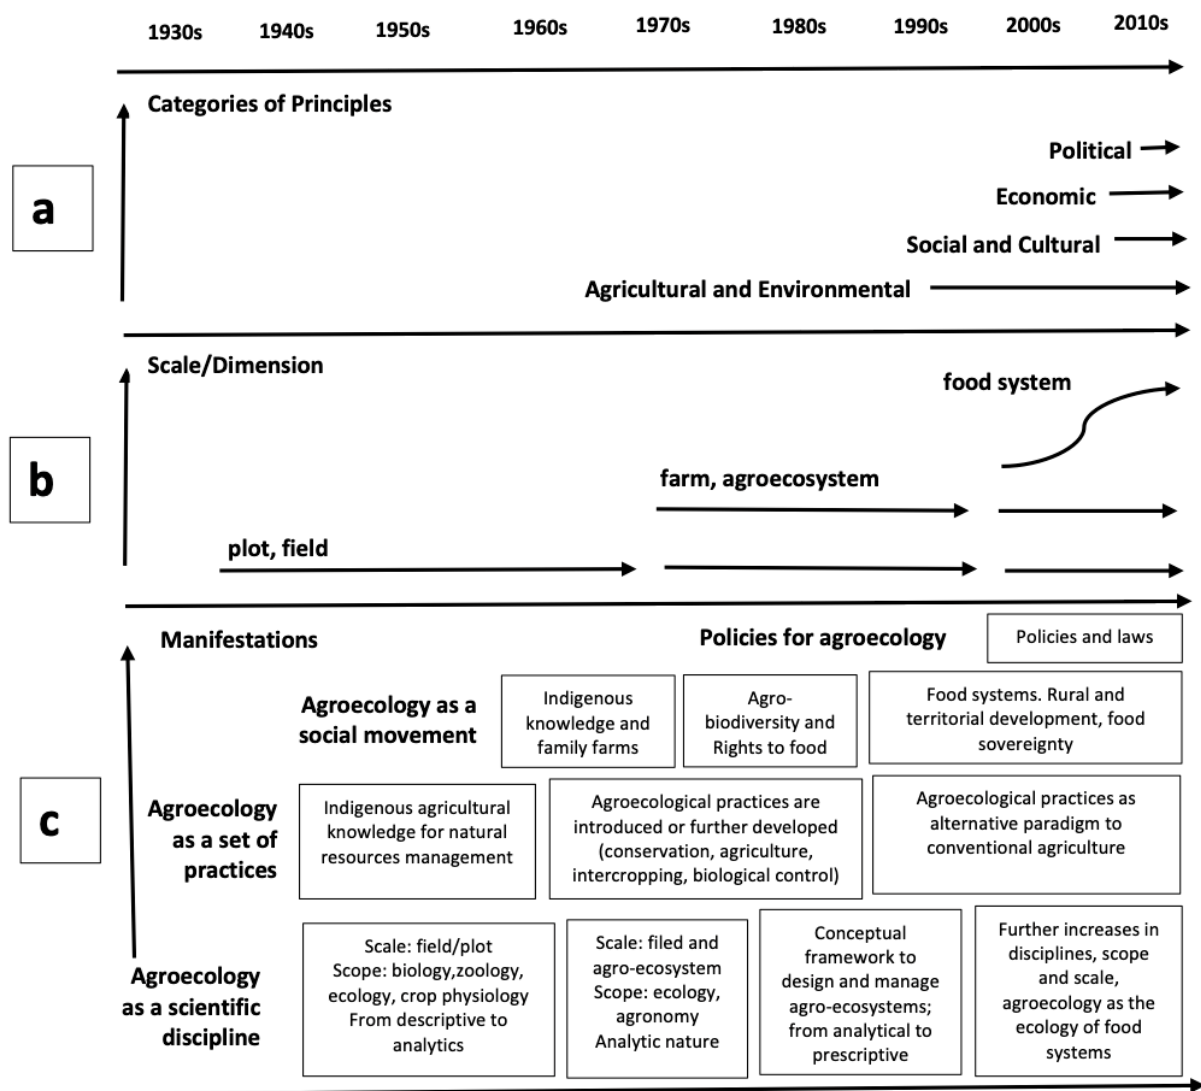 1930s 1940s 1950s 1960s 1970s 1980s 1990s 2000s 2010s
a
Categories of Principles
Political
Economic
Social and Cultural
Agricultural and Environmental
b
Scale/Dimension
food system
farm, agroecosystem
plot, field
c
Manifestations
Policies for agroecology
Policies and laws
Agroecology as a
social movement
Indigenous
knowledge and
family farms
Agro-
biodiversity and
Rights to food
Food systems. Rural and
territorial development, food
sovereignty
Agroecology
as a set of
practices
Indigenous agricultural
knowledge for natural
resources management
Agroecological practices are
introduced or further developed
(conservation, agriculture,
intercropping, biological control)
Agroecological practices as
alternative paradigm to
conventional agriculture
Agroecology
as a scientific
discipline
Scale: field/plot
Scope: biology,zoology,
ecology, crop physiology
From descriptive to
analytics
Scale: filed and
agro-ecosystem
Scope: ecology,
agronomy
Analytic nature
Conceptual
framework to
design and manage
agro-ecosystems;
from analytical to
prescriptive
Further increases in
disciplines, scope
and scale,
agroecology as the
ecology of food
systems